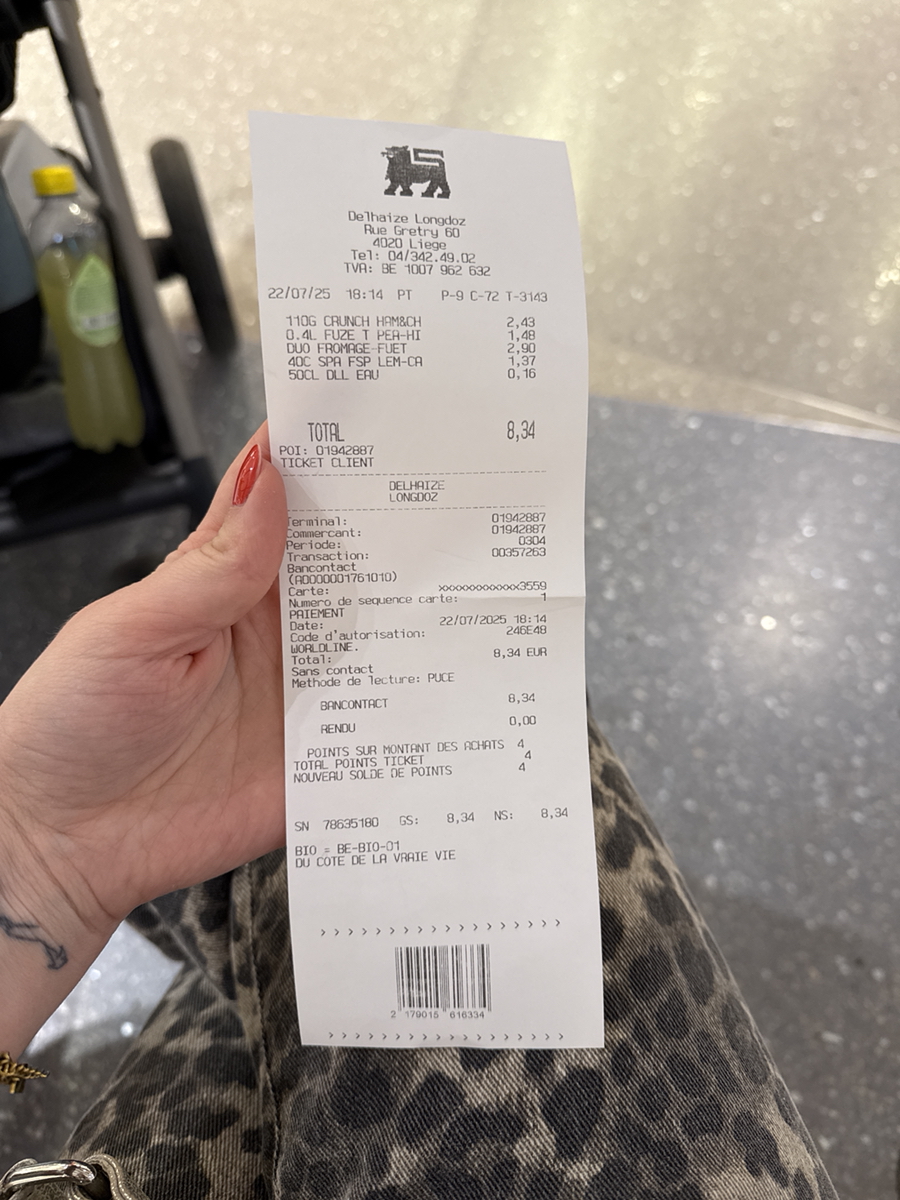 Delhaize Longdoz
Rue Gretry 60
4020 Liege
Tel: 04/342.49.02
TVA: BE 1007 962 632
22/07/25 18:14 PT P-9 C-72 T-3143
110G CRUNCH HAM&CH 2,43
0.4L FUZE T PEA-HI 1,48
DUO FROMAGE-FUET 2,90
40C SPA FSP LEM-CA 1,37
50CL DLL EAU 0,16
TOTAL 8,34
POI: 01942887
TICKET CLIENT
DELHAIZE
LONGDOZ
Terminal: 01942887
Commercant: 01942887
Periode: 0304
Transaction: 00357263
Bancontact
(A0000001761010)
Carte: xxxxxxxxxxxx3559
Numero de sequence carte: 1
PAIEMENT
Date: 22/07/2025 18:14
Code d'autorisation: 246E48
WORLDLINE.
Total: 8,34 EUR
Sans contact
Methode de lecture: PUCE
BANCONTACT 8,34
RENDU 0,00
POINTS SUR MONTANT DES ACHATS 4
TOTAL POINTS TICKET 4
NOUVEAU SOLDE DE POINTS 4
SN 78635180 GS: 8,34 NS: 8,34
BIO = BE-BIO-01
DU COTE DE LA VRAIE VIE
2 179015 616334